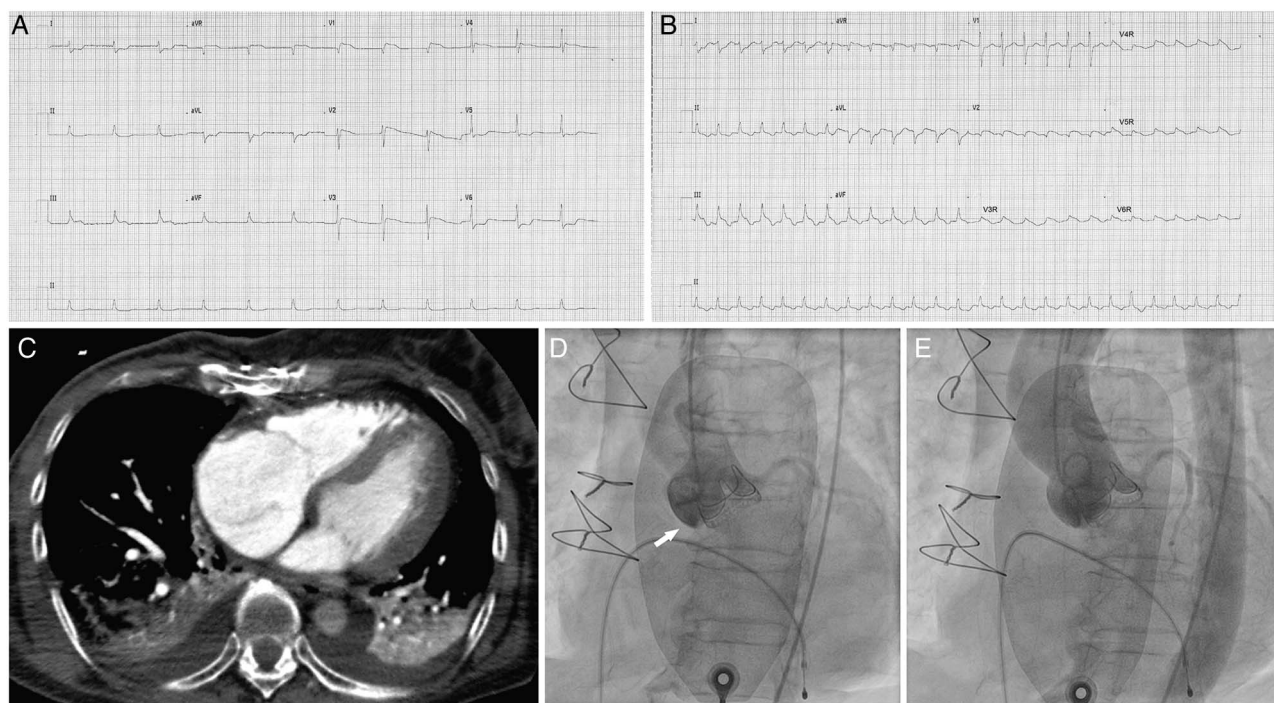 A
I aVR V1 V4
II aVL V2 V5
III aVF V3 V6
II
B
I aVR V1 V4R
II aVL V2 V5R
III aVF V3R V6R
II
C
D
E